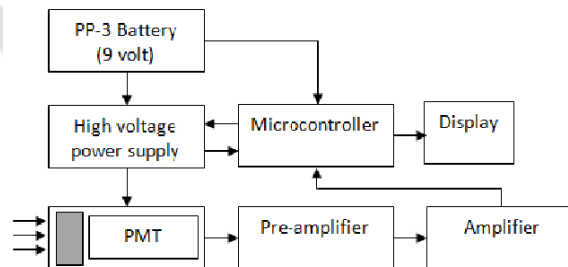 PP-3 Battery
(9 volt)
High voltage
power supply
Microcontroller
Display
PMT
Pre-amplifier
Amplifier